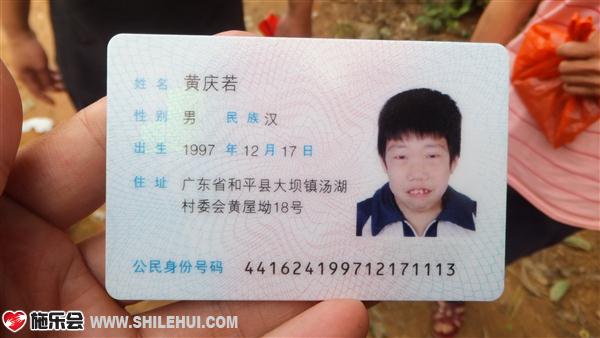 姓名 黄庆若
性别 男 民族 汉
出生 1997 年 12 月 17 日
住址 广东省和平县大坝镇汤湖
村委会黄屋坳18号
公民身份号码 441624199712171113
施乐会 WWW.SHILEHUI.COM